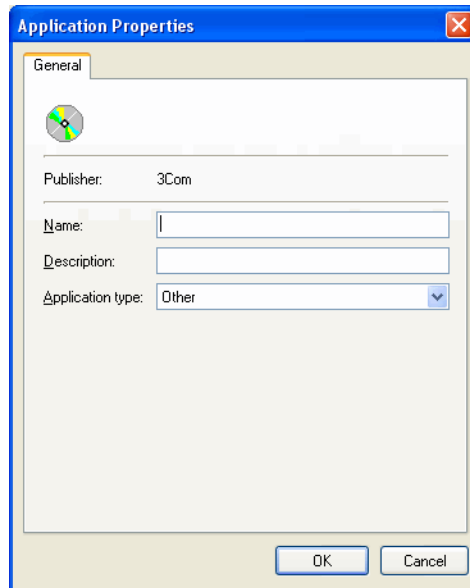 Application Properties
General
Publisher: 3Com
Name:
Description:
Application type: Other
OK Cancel